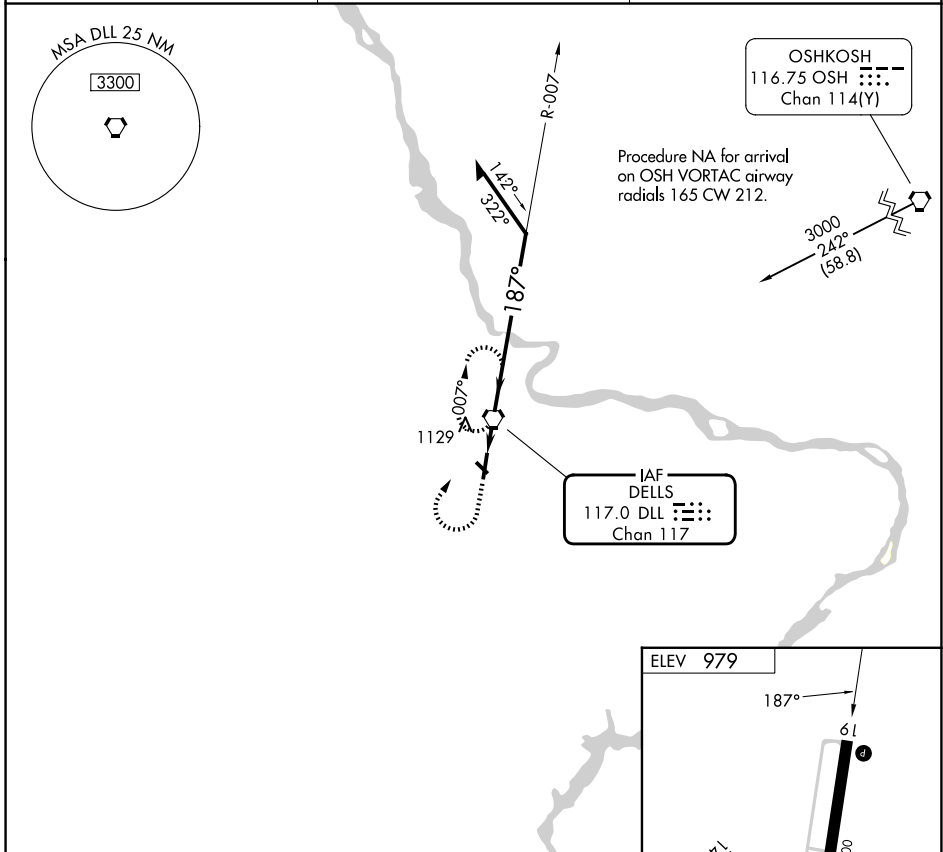 MSA DLL 25 NM
3300
R-007
142°
322°
OSHKOSH
116.75 OSH
Chan 114(Y)
Procedure NA for arrival
on OSH VORTAC airway
radials 165 CW 212.
3000
242°
(58.8)
187°
007°
1129
IAF
DELLS
117.0 DLL
Chan 117
ELEV 979
187°
19
P